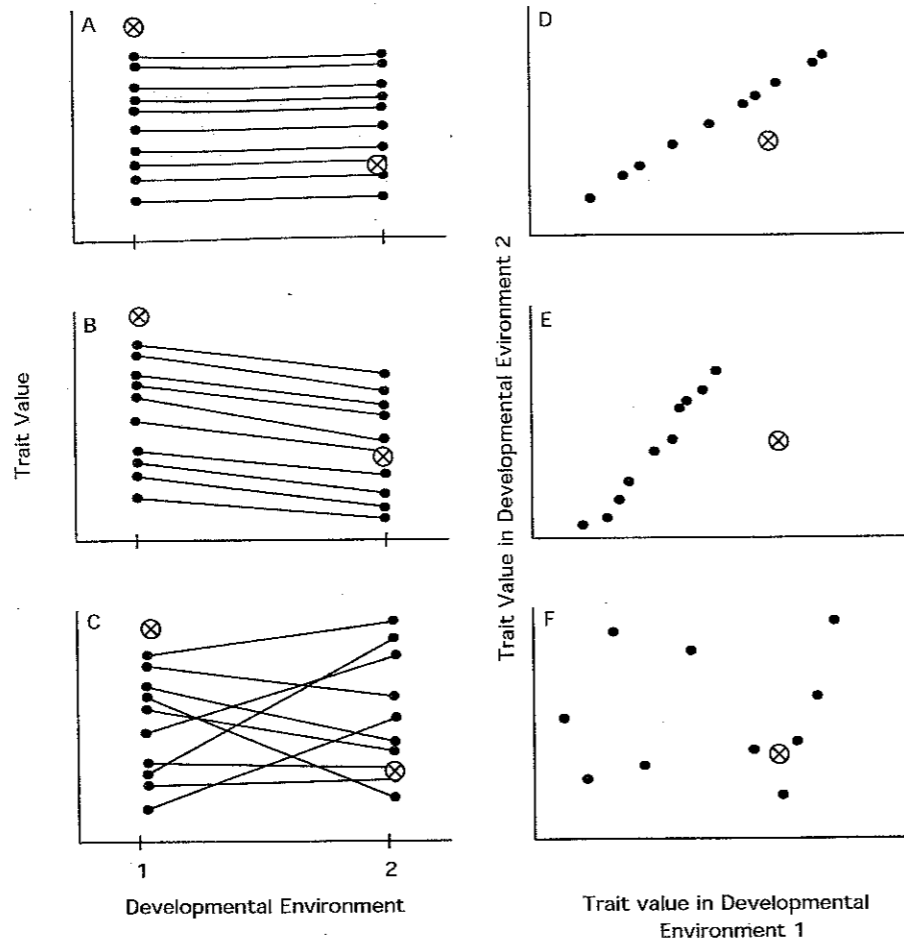 A
D
B
E
C
F
Trait Value
Trait Value in Developmental Evironment 2
1
2
Developmental Environment
Trait value in Developmental
Environment 1